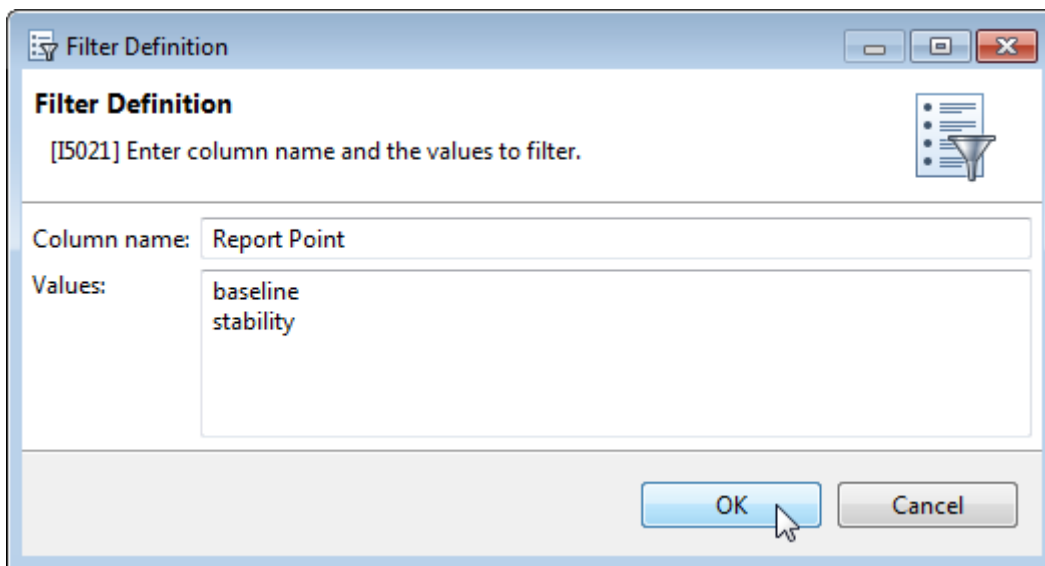 Filter Definition
Filter Definition
[I5021] Enter column name and the values to filter.
Column name: Report Point
Values: baseline
stability
OK Cancel